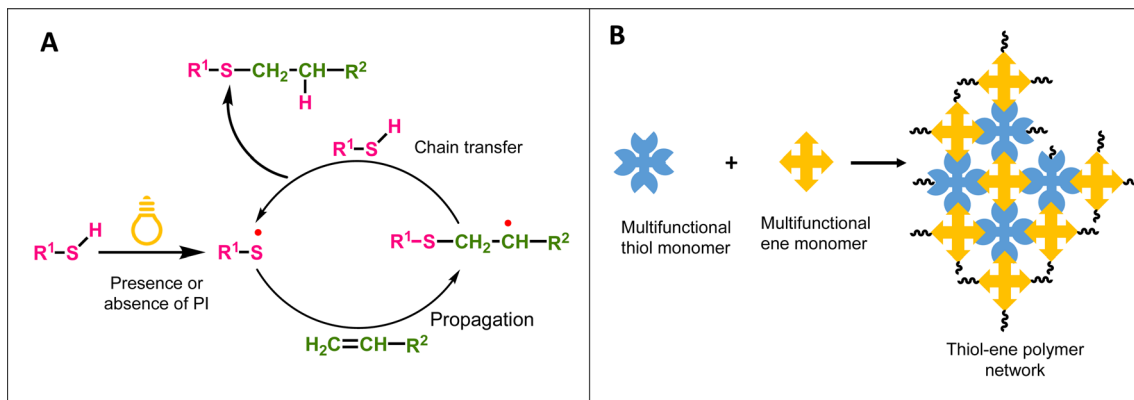 A
R¹–S–CH₂–CH–R²
H
H
R¹–S
Chain transfer
H
R¹–S
Presence or
absence of PI
R¹–S
R¹–S–CH₂–CH–R²
Propagation
H₂C=CH–R²
B
+
Multifunctional
thiol monomer
Multifunctional
ene monomer
Thiol-ene polymer
network